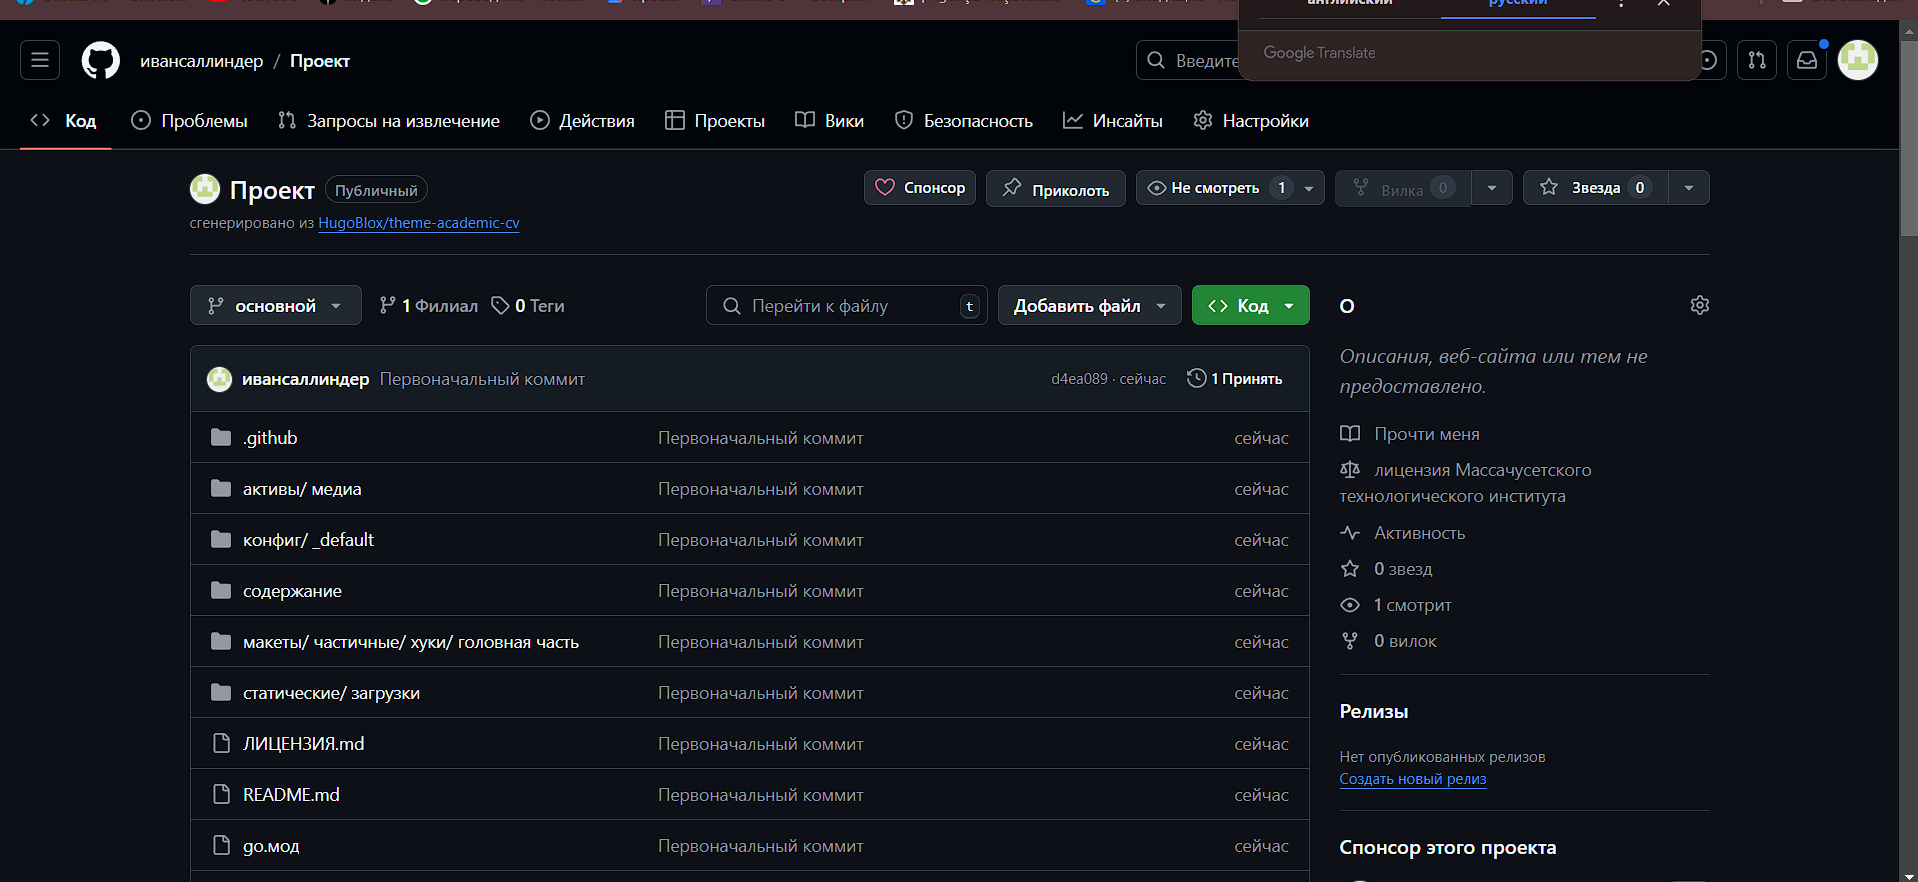 английский русский
Google Translate
ивансаллиндер / Проект
Введите
Код Проблемы Запросы на извлечение Действия Проекты Вики Безопасность Инсайты Настройки
Проект Публичный
Спонсор Приколоть Не смотреть 1 Вилка 0 Звезда 0
сгенерировано из HugoBlox/theme-academic-cv
основной 1 Филиал 0 Теги Перейти к файлу t Добавить файл Код
ивансаллиндер Первоначальный коммит d4ea089 · сейчас 1 Принять
.github Первоначальный коммит сейчас
активы/ медиа Первоначальный коммит сейчас
конфиг/ _default Первоначальный коммит сейчас
содержание Первоначальный коммит сейчас
макеты/ частичные/ хуки/ головная часть Первоначальный коммит сейчас
статические/ загрузки Первоначальный коммит сейчас
ЛИЦЕНЗИЯ.md Первоначальный коммит сейчас
README.md Первоначальный коммит сейчас
go.мод Первоначальный коммит сейчас
О
Описания, веб-сайта или тем не
предоставлено.
Прочти меня
лицензия Массачусетского
технологического института
Активность
0 звезд
1 смотрит
0 вилок
Релизы
Нет опубликованных релизов
Создать новый релиз
Спонсор этого проекта